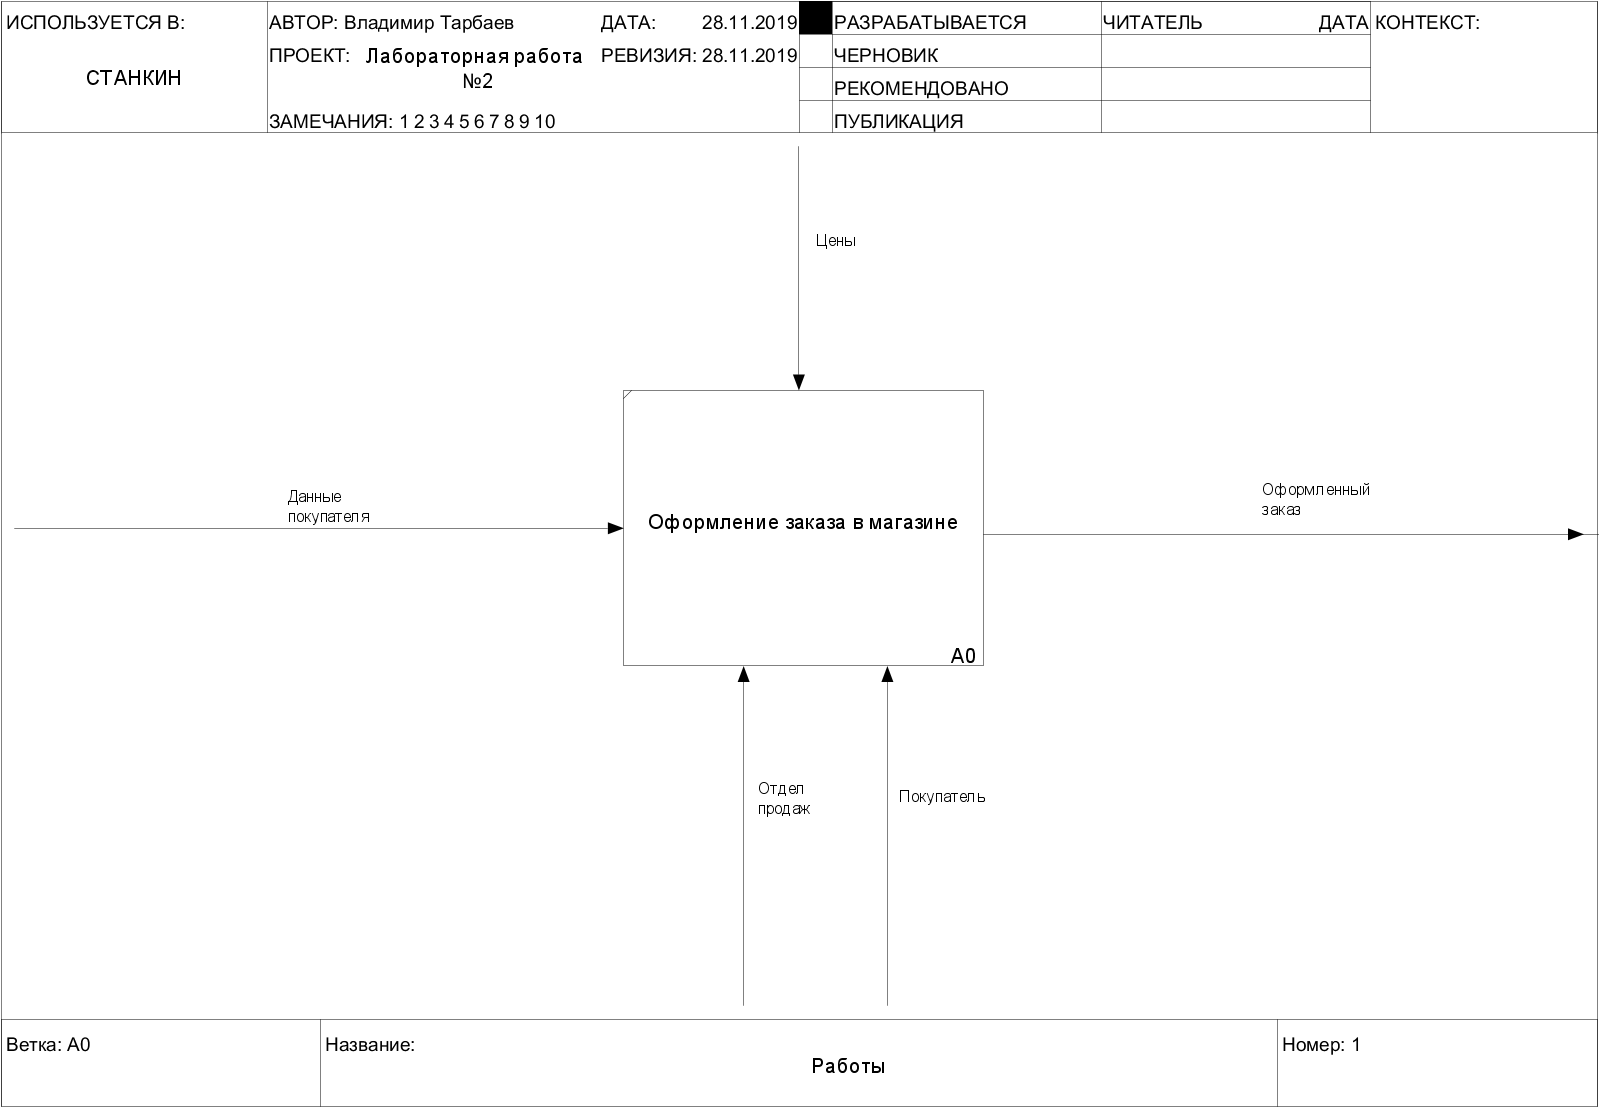 ИСПОЛЬЗУЕТСЯ В:
СТАНКИН
АВТОР: Владимир Тарбаев
ДАТА: 28.11.2019
ПРОЕКТ: Лабораторная работа
№2
РЕВИЗИЯ: 28.11.2019
ЗАМЕЧАНИЯ: 1 2 3 4 5 6 7 8 9 10
РАЗРАБАТЫВАЕТСЯ
ЧЕРНОВИК
РЕКОМЕНДОВАНО
ПУБЛИКАЦИЯ
ЧИТАТЕЛЬ
ДАТА
КОНТЕКСТ:
Цены
Данные
покупателя
Оформление заказа в магазине
A0
Оформленный
заказ
Отдел
продаж
Покупатель
Ветка: A0
Название:
Работы
Номер: 1